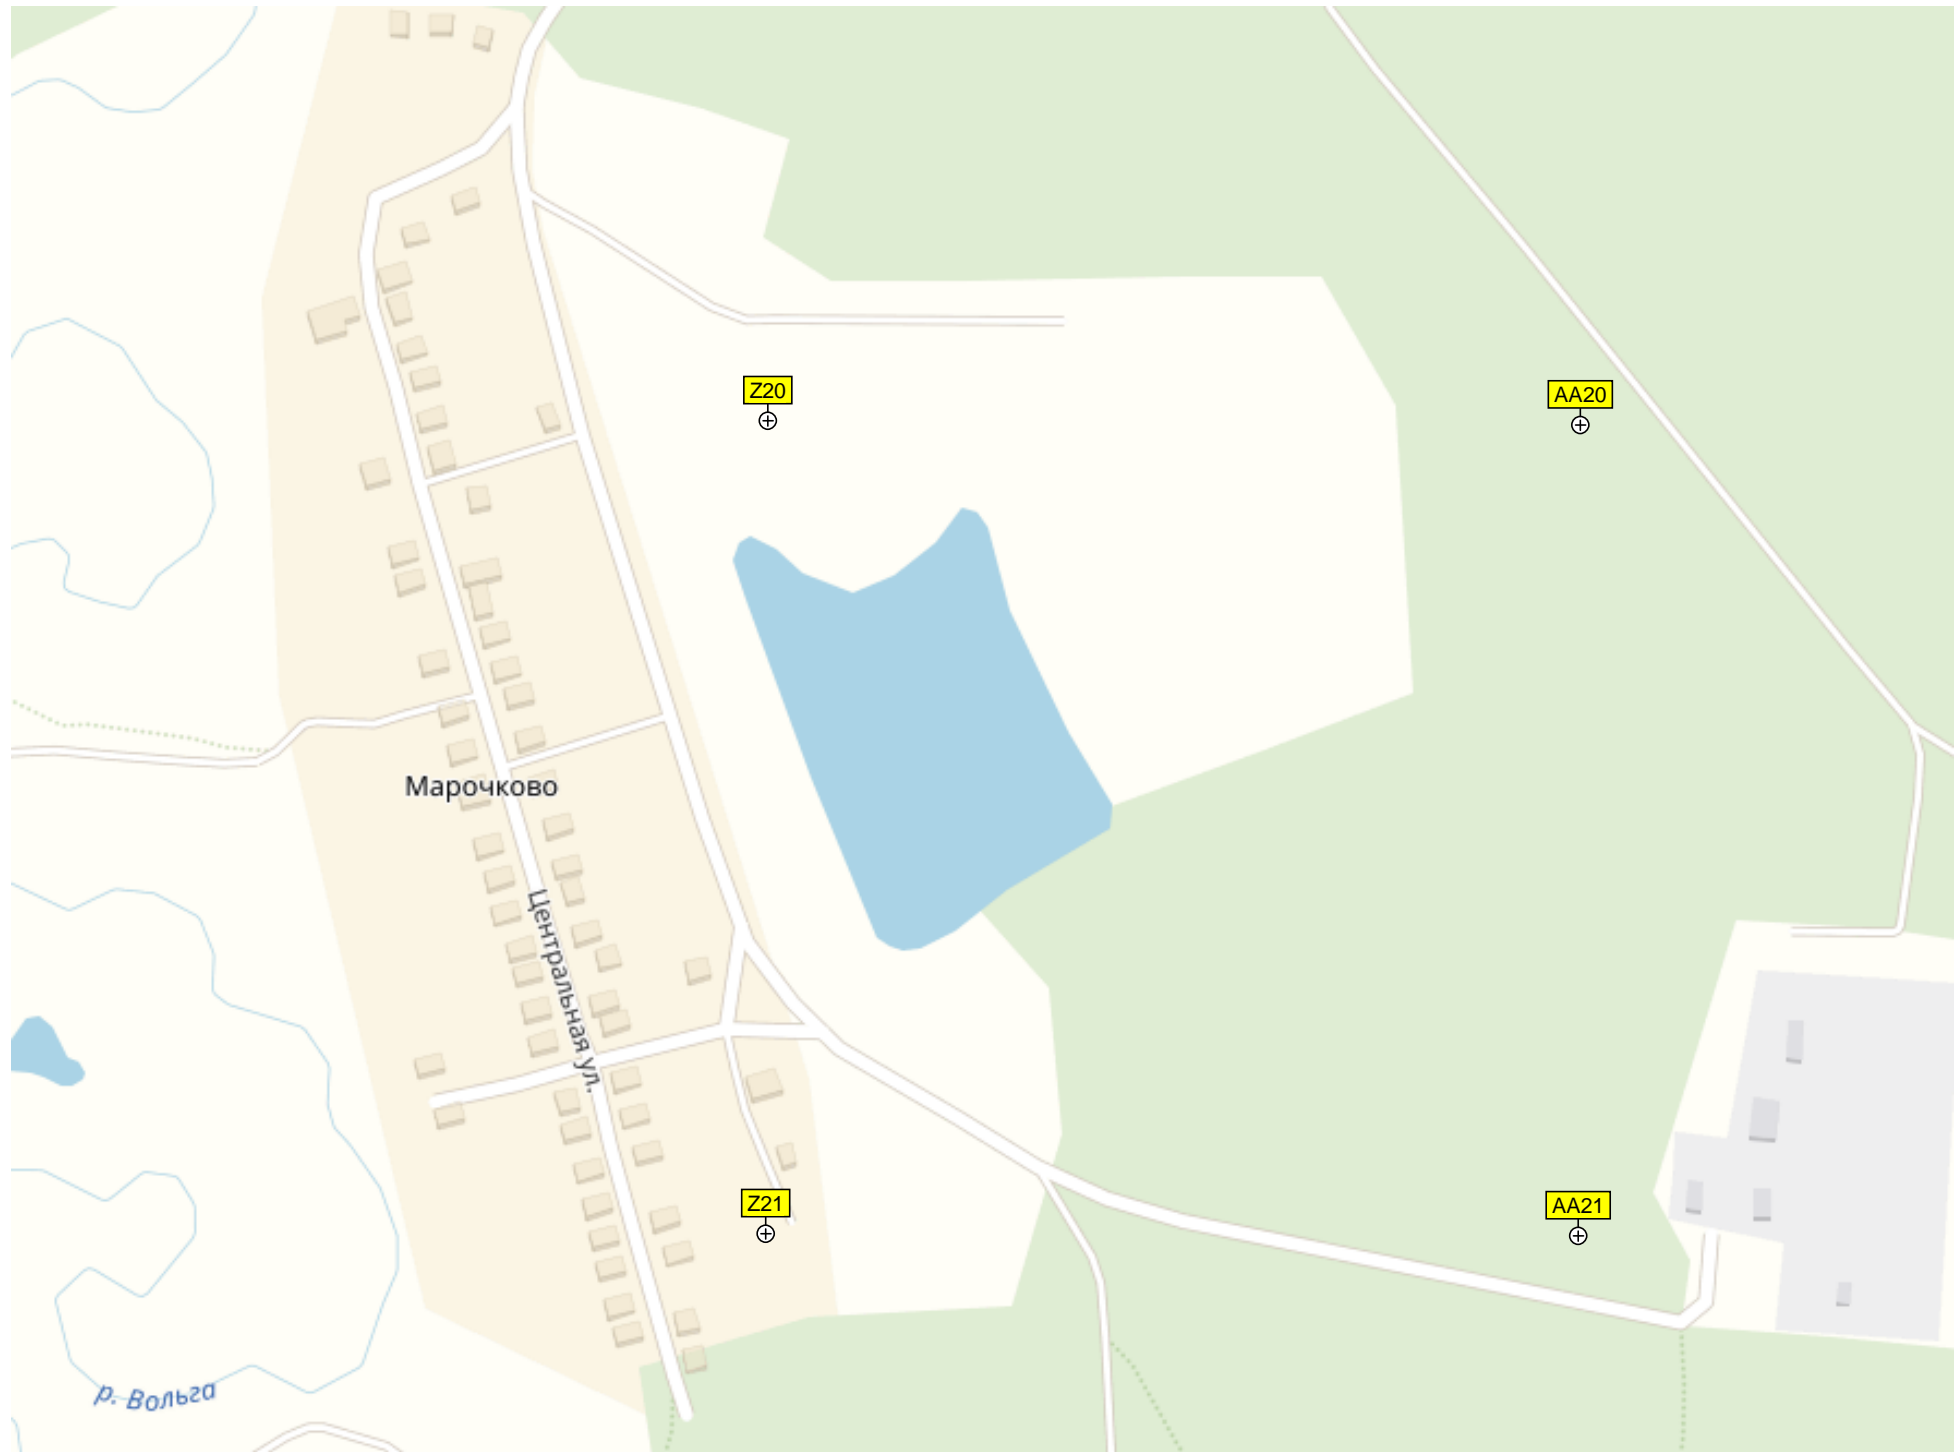 Z20
AA20
Марочково
Центральная ул.
Z21
AA21
р. Вольга